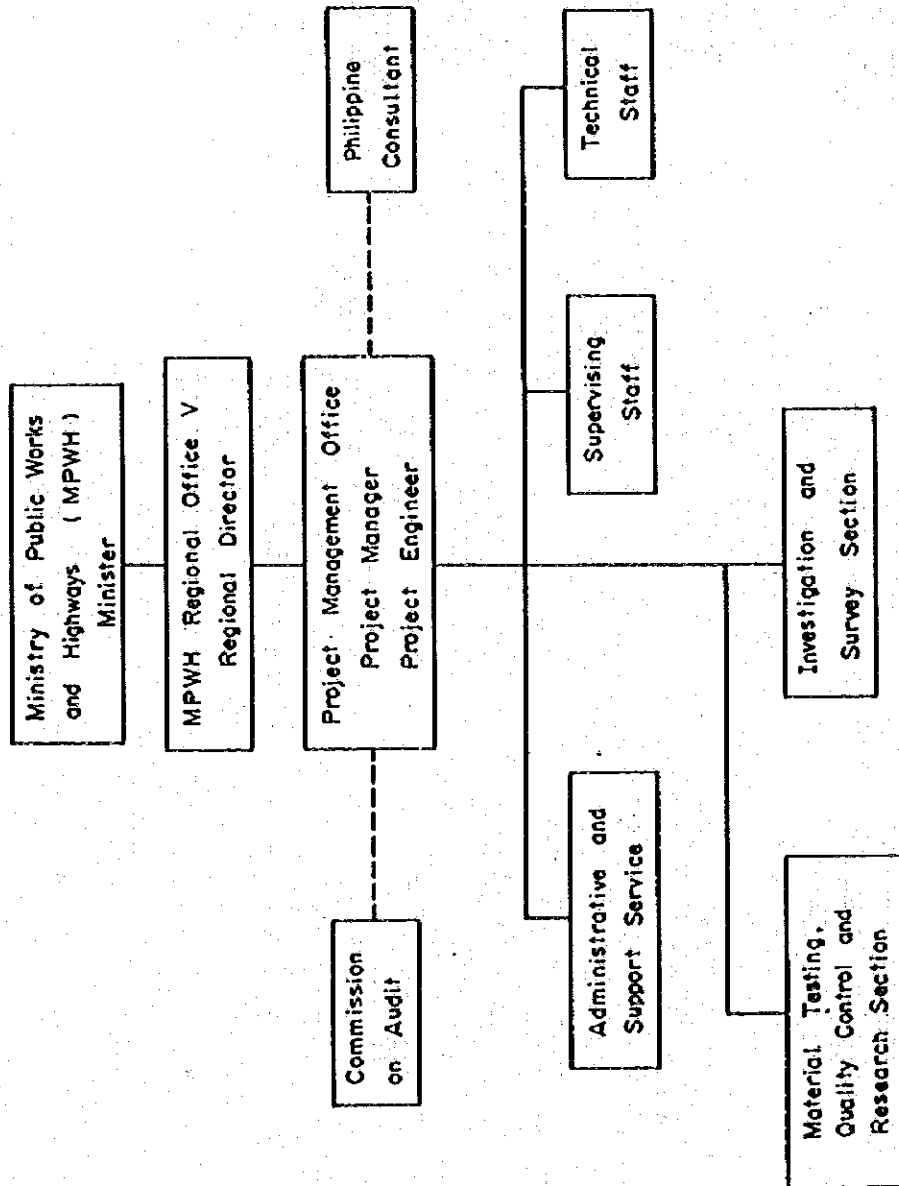 Ministry of Public Works
and Highways (MPWH)
Minister
MPWH Regional Office V
Regional Director
Project Management Office
Project Manager
Project Engineer
Commission
on Audit
Philippine
Consultant
Administrative and
Support Service
Supervising
Staff
Technical
Staff
Material Testing,
Quality Control and
Research Section
Investigation and
Survey Section